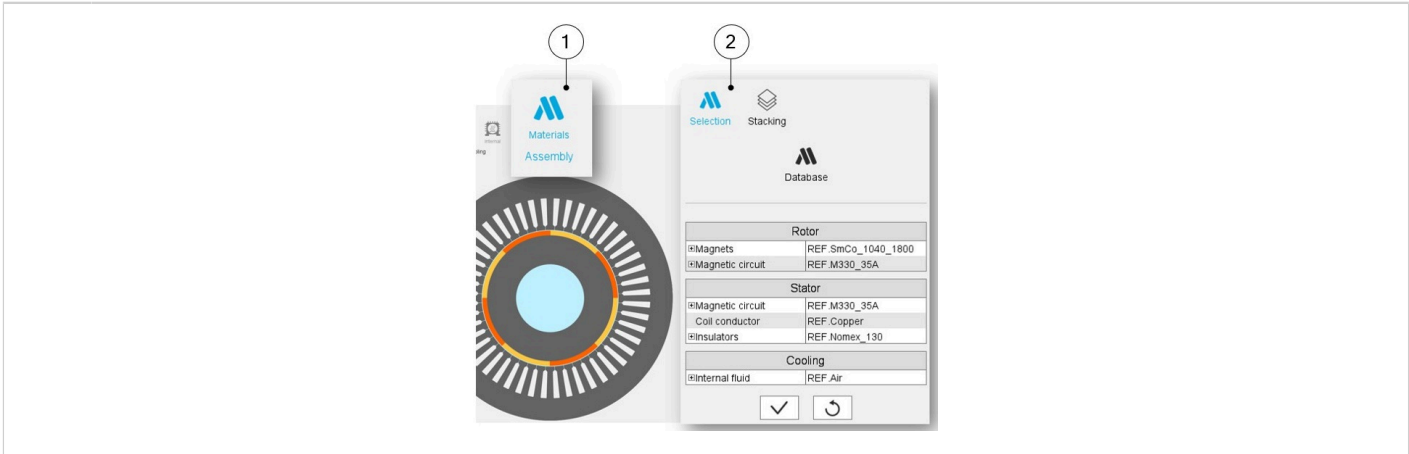 1
2
Selection Stacking
Materials
Internal
Assembly
Database
Rotor
Magnets REF.SmCo_1040_1800
Magnetic circuit REF.M330_35A
Stator
Magnetic circuit REF.M330_35A
Coil conductor REF.Copper
Insulators REF.Nomex_130
Cooling
Internal fluid REF.Air